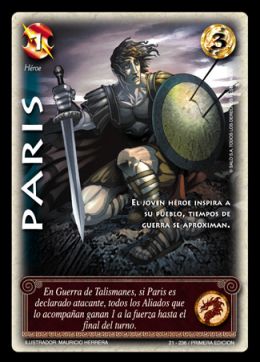 1
3
Héroe
PARIS
EL JOVEN HÉROE INSPIRA A
SU PUEBLO, TIEMPOS DE
GUERRA SE APROXIMAN.
En Guerra de Talismanes, si Paris es
declarado atacante, todos los Aliados que
lo acompañan ganan 1 a la fuerza hasta el
final del turno.
ILUSTRADOR: MAURICIO HERRERA
21 - 236 / PRIMERA EDICION